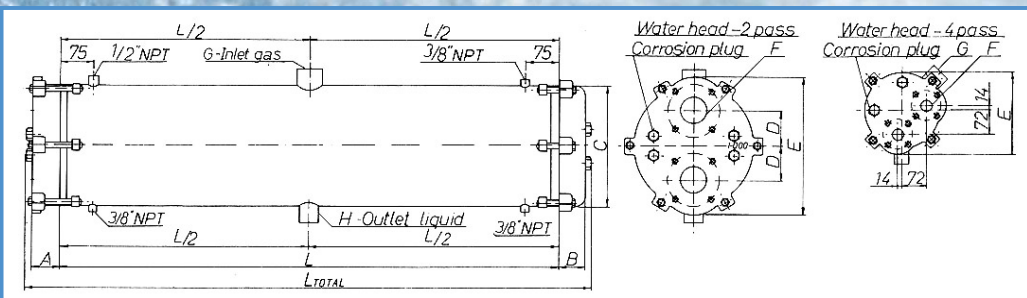 L/2
L/2
75
1/2"NPT
G-Inlet gas
3/8"NPT
75
C
3/8"NPT
H-Outlet liquid
3/8"NPT
L/2
L/2
A
L
B
LTOTAL
Water head-2 pass
Corrosion plug
F
D
D
E
Water head-4 pass
Corrosion plug
G
F
14
72
E
14
72